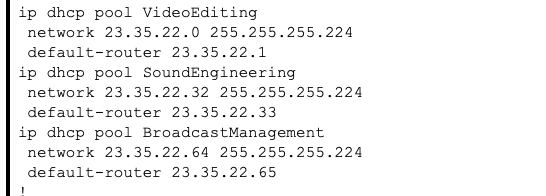 ip dhcp pool VideoEditing
 network 23.35.22.0 255.255.255.224
 default-router 23.35.22.1
ip dhcp pool SoundEngineering
 network 23.35.22.32 255.255.255.224
 default-router 23.35.22.33
ip dhcp pool BroadcastManagement
 network 23.35.22.64 255.255.255.224
 default-router 23.35.22.65
!